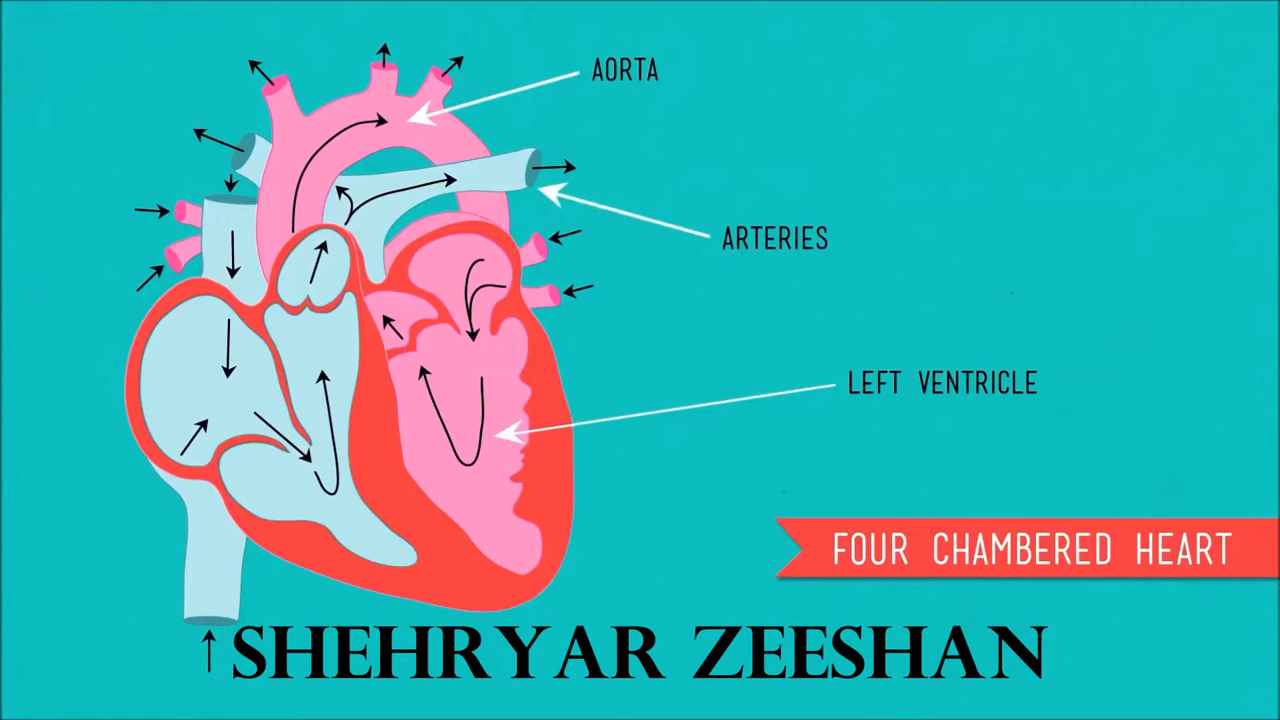 AORTA
ARTERIES
LEFT VENTRICLE
FOUR CHAMBERED HEART
SHEHRYAR ZEESHAN